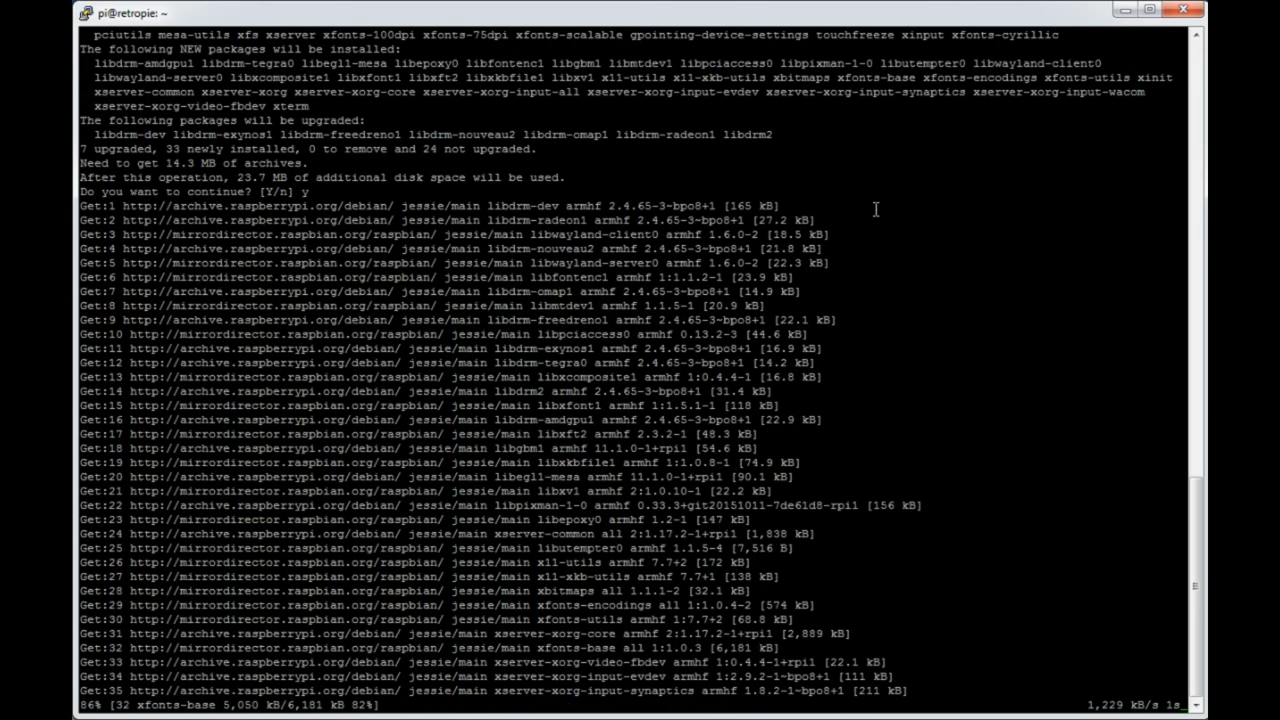 pi@retropie: ~
pciutils mesa-utils xfs xserver xfonts-100dpi xfonts-75dpi xfonts-scalable gpointing-device-settings touchfreeze xinput xfonts-cyrillic
The following NEW packages will be installed:
libdrm-amdgpu1 libdrm-tegra0 libegl1-mesa libepoxy0 libfontenc1 libgbm1 libmtdev1 libpciaccess0 libpixman-1-0 libutempter0 libwayland-client0
libwayland-server0 libxcomposite1 libxfont1 libxft2 libxkbfile1 libxv1 x11-utils x11-xkb-utils xbitmaps xfonts-base xfonts-encodings xfonts-utils xinit
xserver-common xserver-xorg xserver-xorg-core xserver-xorg-input-all xserver-xorg-input-evdev xserver-xorg-input-synaptics xserver-xorg-input-wacom
xserver-xorg-video-fbdev xterm
The following packages will be upgraded:
libdrm-dev libdrm-exynos1 libdrm-freedreno1 libdrm-nouveau2 libdrm-omap1 libdrm-radeon1 libdrm2
7 upgraded, 33 newly installed, 0 to remove and 24 not upgraded.
Need to get 14.3 MB of archives.
After this operation, 23.7 MB of additional disk space will be used.
Do you want to continue? [Y/n] y
Get:1 http://archive.raspberrypi.org/debian/ jessie/main libdrm-dev armhf 2.4.65-3~bpo8+1 [165 kB]
Get:2 http://archive.raspberrypi.org/debian/ jessie/main libdrm-radeon1 armhf 2.4.65-3~bpo8+1 [27.2 kB]
Get:3 http://mirrordirector.raspbian.org/raspbian/ jessie/main libwayland-client0 armhf 1.6.0-2 [18.5 kB]
Get:4 http://archive.raspberrypi.org/debian/ jessie/main libdrm-nouveau2 armhf 2.4.65-3~bpo8+1 [21.8 kB]
Get:5 http://mirrordirector.raspbian.org/raspbian/ jessie/main libwayland-server0 armhf 1.6.0-2 [22.3 kB]
Get:6 http://mirrordirector.raspbian.org/raspbian/ jessie/main libfontenc1 armhf 1:1.1.2-1 [23.9 kB]
Get:7 http://archive.raspberrypi.org/debian/ jessie/main libdrm-omap1 armhf 2.4.65-3~bpo8+1 [14.9 kB]
Get:8 http://mirrordirector.raspbian.org/raspbian/ jessie/main libmtdev1 armhf 1.1.5-1 [20.9 kB]
Get:9 http://archive.raspberrypi.org/debian/ jessie/main libdrm-freedreno1 armhf 2.4.65-3~bpo8+1 [22.1 kB]
Get:10 http://mirrordirector.raspbian.org/raspbian/ jessie/main libpciaccess0 armhf 0.13.2-3 [44.6 kB]
Get:11 http://archive.raspberrypi.org/debian/ jessie/main libdrm-exynos1 armhf 2.4.65-3~bpo8+1 [16.9 kB]
Get:12 http://archive.raspberrypi.org/debian/ jessie/main libdrm-tegra0 armhf 2.4.65-3~bpo8+1 [14.2 kB]
Get:13 http://mirrordirector.raspbian.org/raspbian/ jessie/main libxcomposite1 armhf 1:0.4.4-1 [16.8 kB]
Get:14 http://archive.raspberrypi.org/debian/ jessie/main libdrm2 armhf 2.4.65-3~bpo8+1 [31.4 kB]
Get:15 http://mirrordirector.raspbian.org/raspbian/ jessie/main libxfont1 armhf 1:1.5.1-1 [118 kB]
Get:16 http://archive.raspberrypi.org/debian/ jessie/main libdrm-amdgpu1 armhf 2.4.65-3~bpo8+1 [22.9 kB]
Get:17 http://mirrordirector.raspbian.org/raspbian/ jessie/main libxft2 armhf 2.3.2-1 [48.3 kB]
Get:18 http://archive.raspberrypi.org/debian/ jessie/main libgbm1 armhf 11.1.0-1+rpi1 [54.6 kB]
Get:19 http://mirrordirector.raspbian.org/raspbian/ jessie/main libxkbfile1 armhf 1:1.0.8-1 [74.9 kB]
Get:20 http://archive.raspberrypi.org/debian/ jessie/main libegl1-mesa armhf 11.1.0-1+rpi1 [90.1 kB]
Get:21 http://mirrordirector.raspbian.org/raspbian/ jessie/main libxv1 armhf 2:1.0.10-1 [22.2 kB]
Get:22 http://archive.raspberrypi.org/debian/ jessie/main libpixman-1-0 armhf 0.33.3+git20151011-7de61d8-rpi1 [156 kB]
Get:23 http://mirrordirector.raspbian.org/raspbian/ jessie/main libepoxy0 armhf 1.2-1 [147 kB]
Get:24 http://archive.raspberrypi.org/debian/ jessie/main xserver-common all 2:1.17.2-1+rpi1 [1,838 kB]
Get:25 http://mirrordirector.raspbian.org/raspbian/ jessie/main libutempter0 armhf 1.1.5-4 [7,516 B]
Get:26 http://mirrordirector.raspbian.org/raspbian/ jessie/main x11-utils armhf 7.7+2 [172 kB]
Get:27 http://mirrordirector.raspbian.org/raspbian/ jessie/main x11-xkb-utils armhf 7.7+1 [138 kB]
Get:28 http://mirrordirector.raspbian.org/raspbian/ jessie/main xbitmaps all 1.1.1-2 [32.1 kB]
Get:29 http://mirrordirector.raspbian.org/raspbian/ jessie/main xfonts-encodings all 1:1.0.4-2 [574 kB]
Get:30 http://mirrordirector.raspbian.org/raspbian/ jessie/main xfonts-utils armhf 1:7.7+2 [68.8 kB]
Get:31 http://archive.raspberrypi.org/debian/ jessie/main xserver-xorg-core armhf 2:1.17.2-1+rpi1 [2,889 kB]
Get:32 http://mirrordirector.raspbian.org/raspbian/ jessie/main xfonts-base all 1:1.0.3 [6,181 kB]
Get:33 http://archive.raspberrypi.org/debian/ jessie/main xserver-xorg-video-fbdev armhf 1:0.4.4-1+rpi1 [22.1 kB]
Get:34 http://archive.raspberrypi.org/debian/ jessie/main xserver-xorg-input-evdev armhf 1:2.9.2-1~bpo8+1 [111 kB]
Get:35 http://archive.raspberrypi.org/debian/ jessie/main xserver-xorg-input-synaptics armhf 1.8.2-1~bpo8+1 [211 kB]
86% [32 xfonts-base 5,050 kB/6,181 kB 82%] 1,229 kB/s 1s